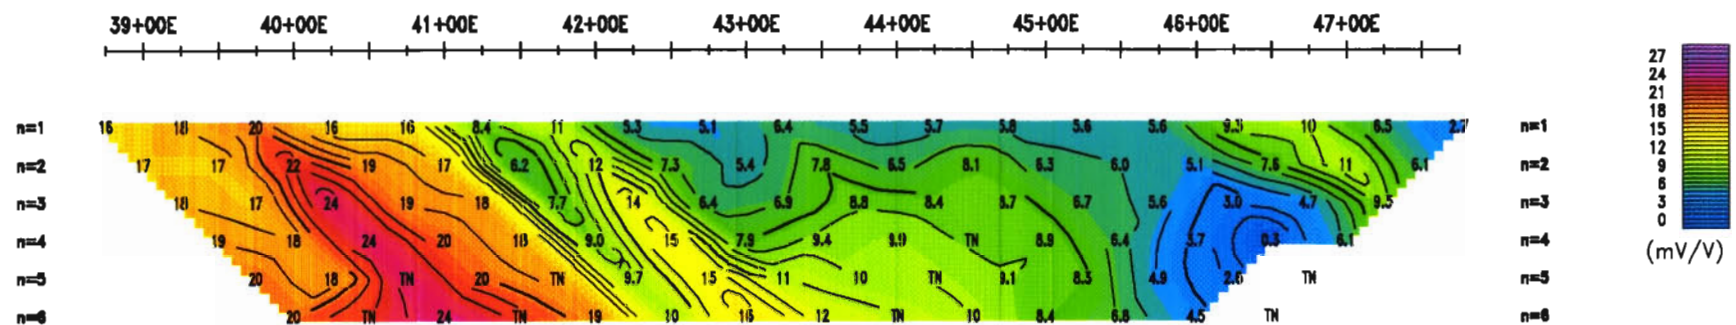 39+00E 40+00E 41+00E 42+00E 43+00E 44+00E 45+00E 46+00E 47+00E
27
24
21
18
15
12
9
6
3
0
(mV/V)
n=1 16 18 20 16 16 8.4 11 5.3 5.1 6.4 5.5 5.7 5.8 5.6 5.6 9.3 10 6.5 2.7 n=1
n=2 17 17 22 19 17 6.2 12 7.3 5.4 7.8 6.5 8.1 6.3 6.0 5.1 7.6 11 6.1 n=2
n=3 18 17 24 19 18 7.7 14 6.4 6.9 8.8 8.4 8.7 6.7 5.6 3.0 4.7 9.5 n=3
n=4 19 18 24 20 18 9.0 15 7.9 9.4 9.9 TN 8.9 6.4 3.7 0.3 6.1 n=4
n=5 20 18 TN 20 TN 9.7 15 11 10 TN 9.1 8.5 4.9 2.6 TN n=5
n=6 20 TN 24 TN 19 10 16 12 TN 10 8.4 6.8 4.5 TN n=6